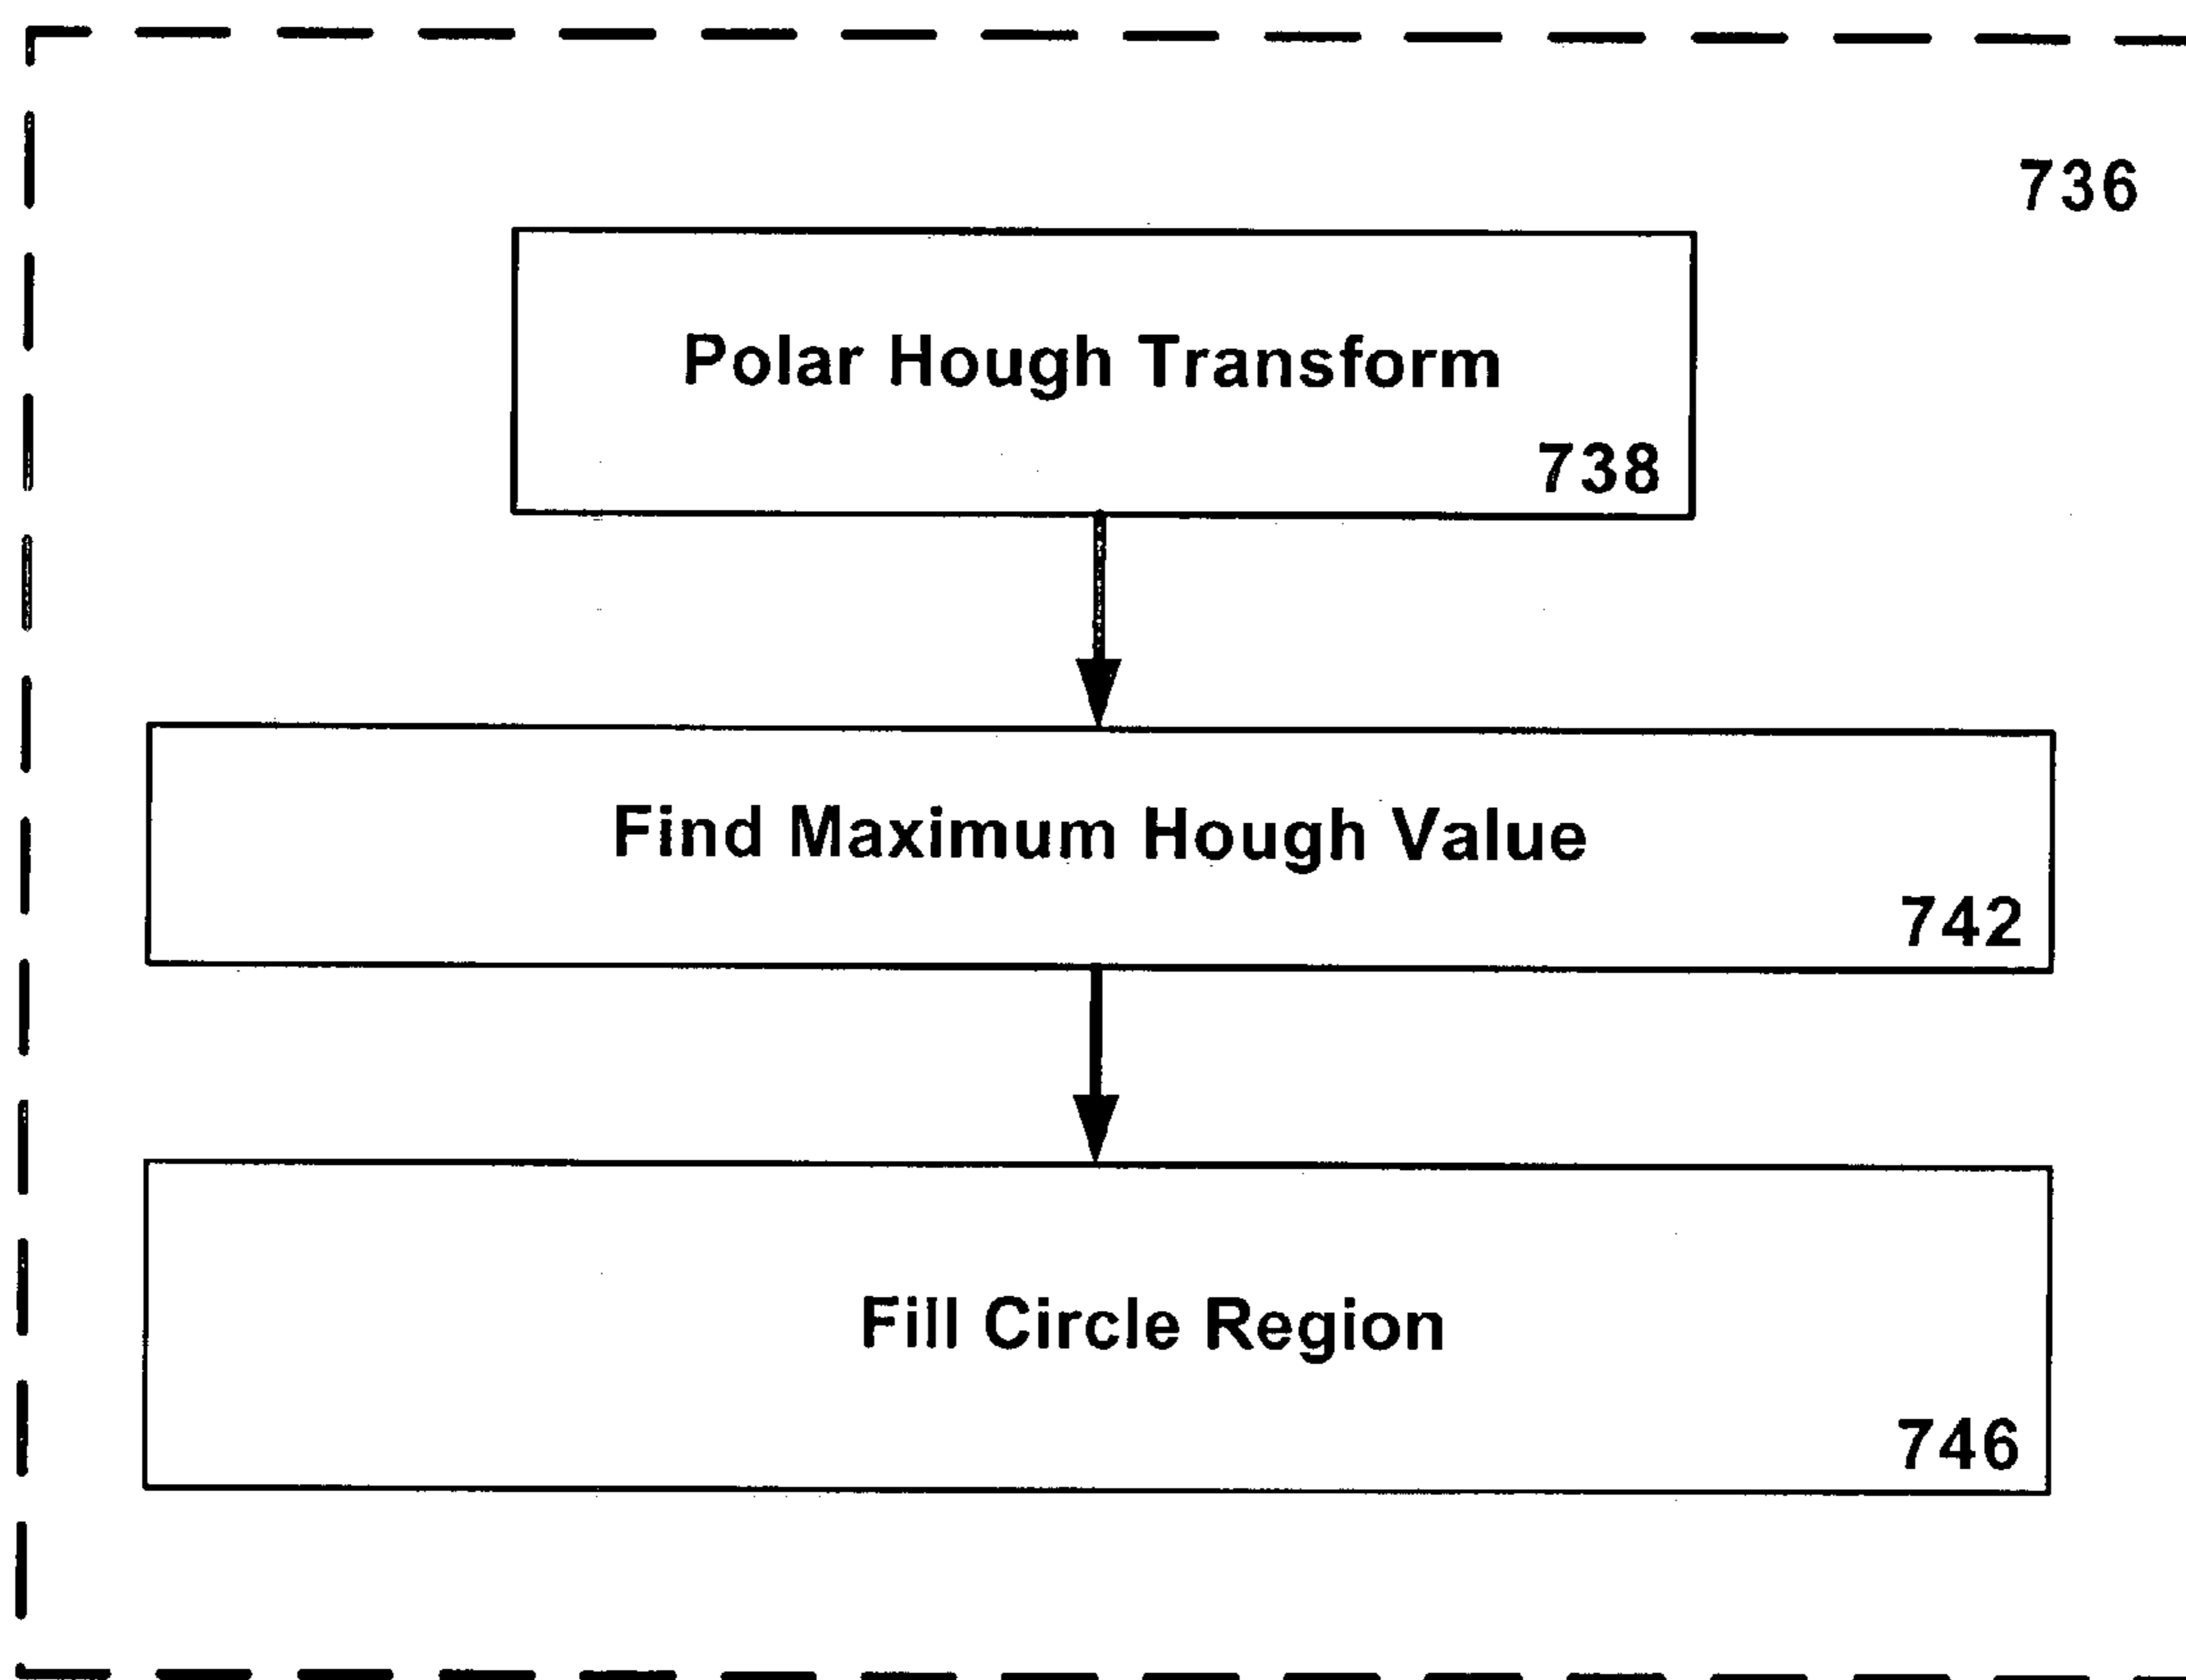 736
Polar Hough Transform
738
Find Maximum Hough Value
742
Fill Circle Region
746